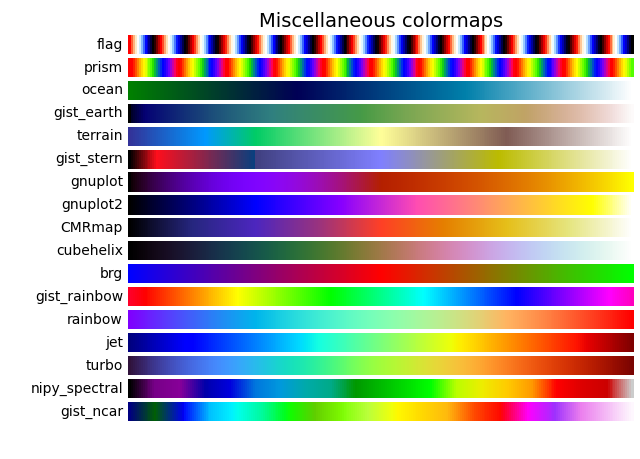 Miscellaneous colormaps
flag
prism
ocean
gist_earth
terrain
gist_stern
gnuplot
gnuplot2
CMRmap
cubehelix
brg
gist_rainbow
rainbow
jet
turbo
nipy_spectral
gist_ncar